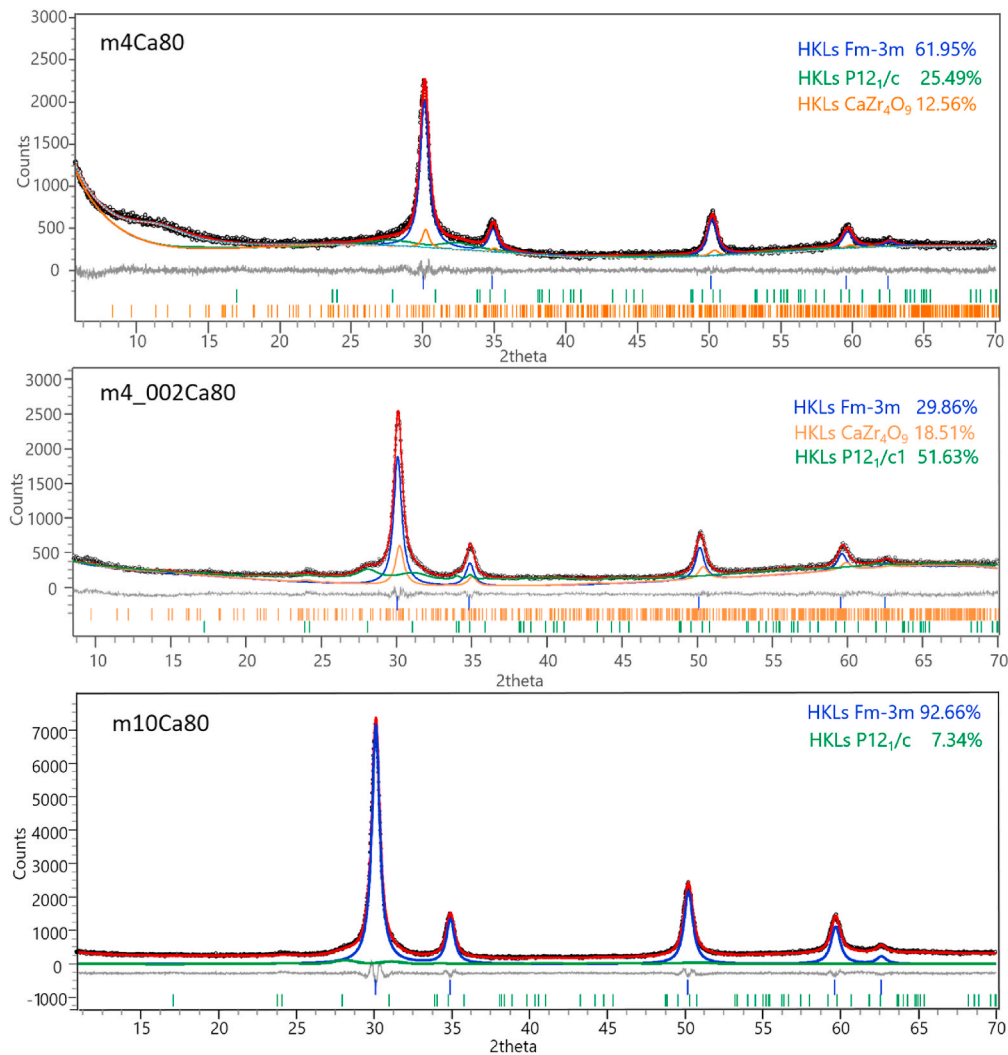 m4Ca80
HKLs Fm-3m 61.95%
HKLs P12₁/c 25.49%
HKLs CaZr₄O₉ 12.56%
Counts
3000
2500
2000
1500
1000
500
0
10 15 20 25 30 35 40 45 50 55 60 65 70
2theta
m4_002Ca80
HKLs Fm-3m 29.86%
HKLs CaZr₄O₉ 18.51%
HKLs P12₁/c1 51.63%
Counts
3000
2500
2000
1500
1000
500
0
10 15 20 25 30 35 40 45 50 55 60 65 70
2theta
m10Ca80
HKLs Fm-3m 92.66%
HKLs P12₁/c 7.34%
Counts
7000
6000
5000
4000
3000
2000
1000
0
-1000
15 20 25 30 35 40 45 50 55 60 65 70
2theta